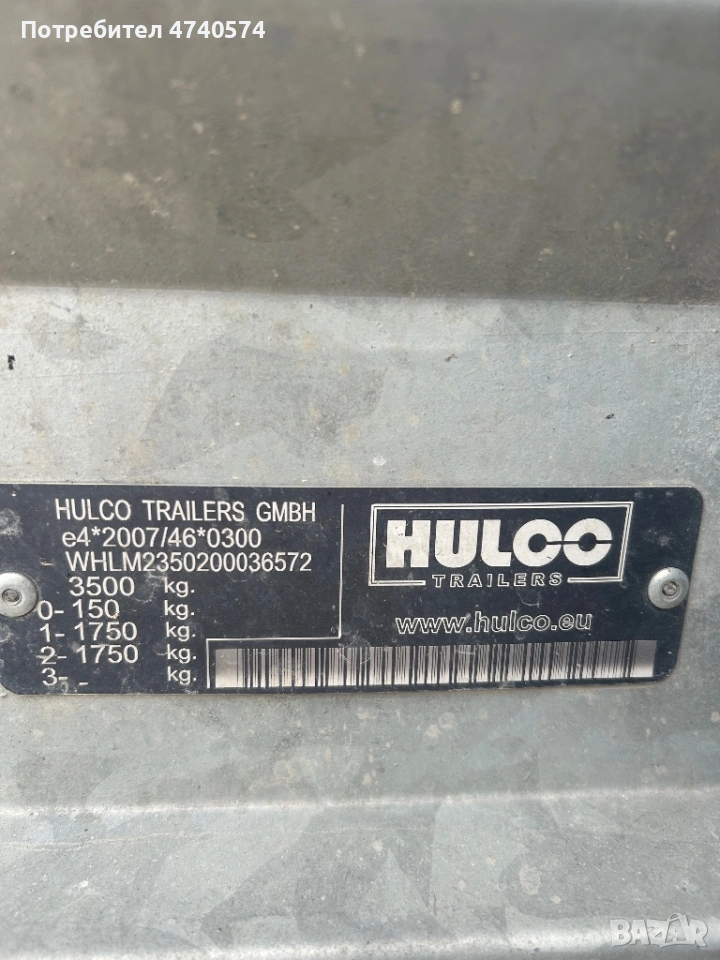 Потребител 4740574
HULCO TRAILERS GMBH
e4*2007/46*0300
WHLM2350200036572
3500 kg.
0- 150 kg.
1- 1750 kg.
2- 1750 kg.
3- - kg.
HULCO
TRAILERS
www.hulco.eu
BAZAR